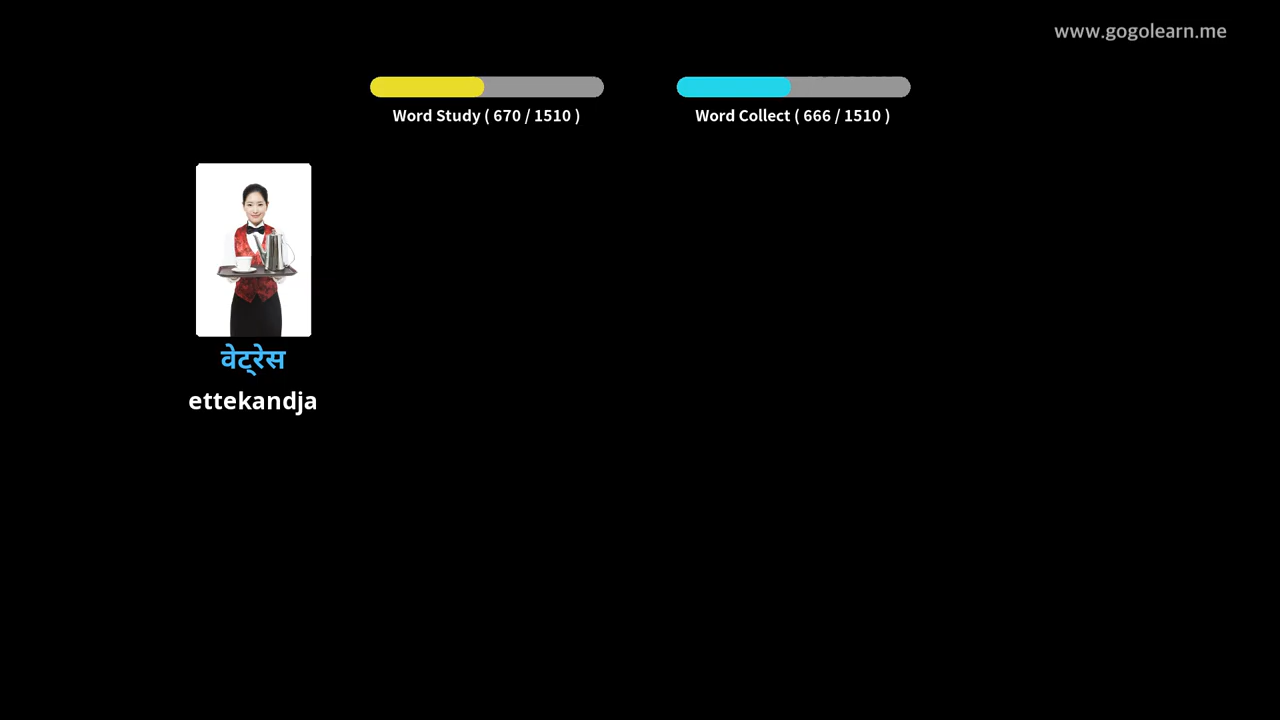 www.gogolearn.me
Word Study ( 670 / 1510 )
Word Collect ( 666 / 1510 )
वेट्रेस
ettekandja